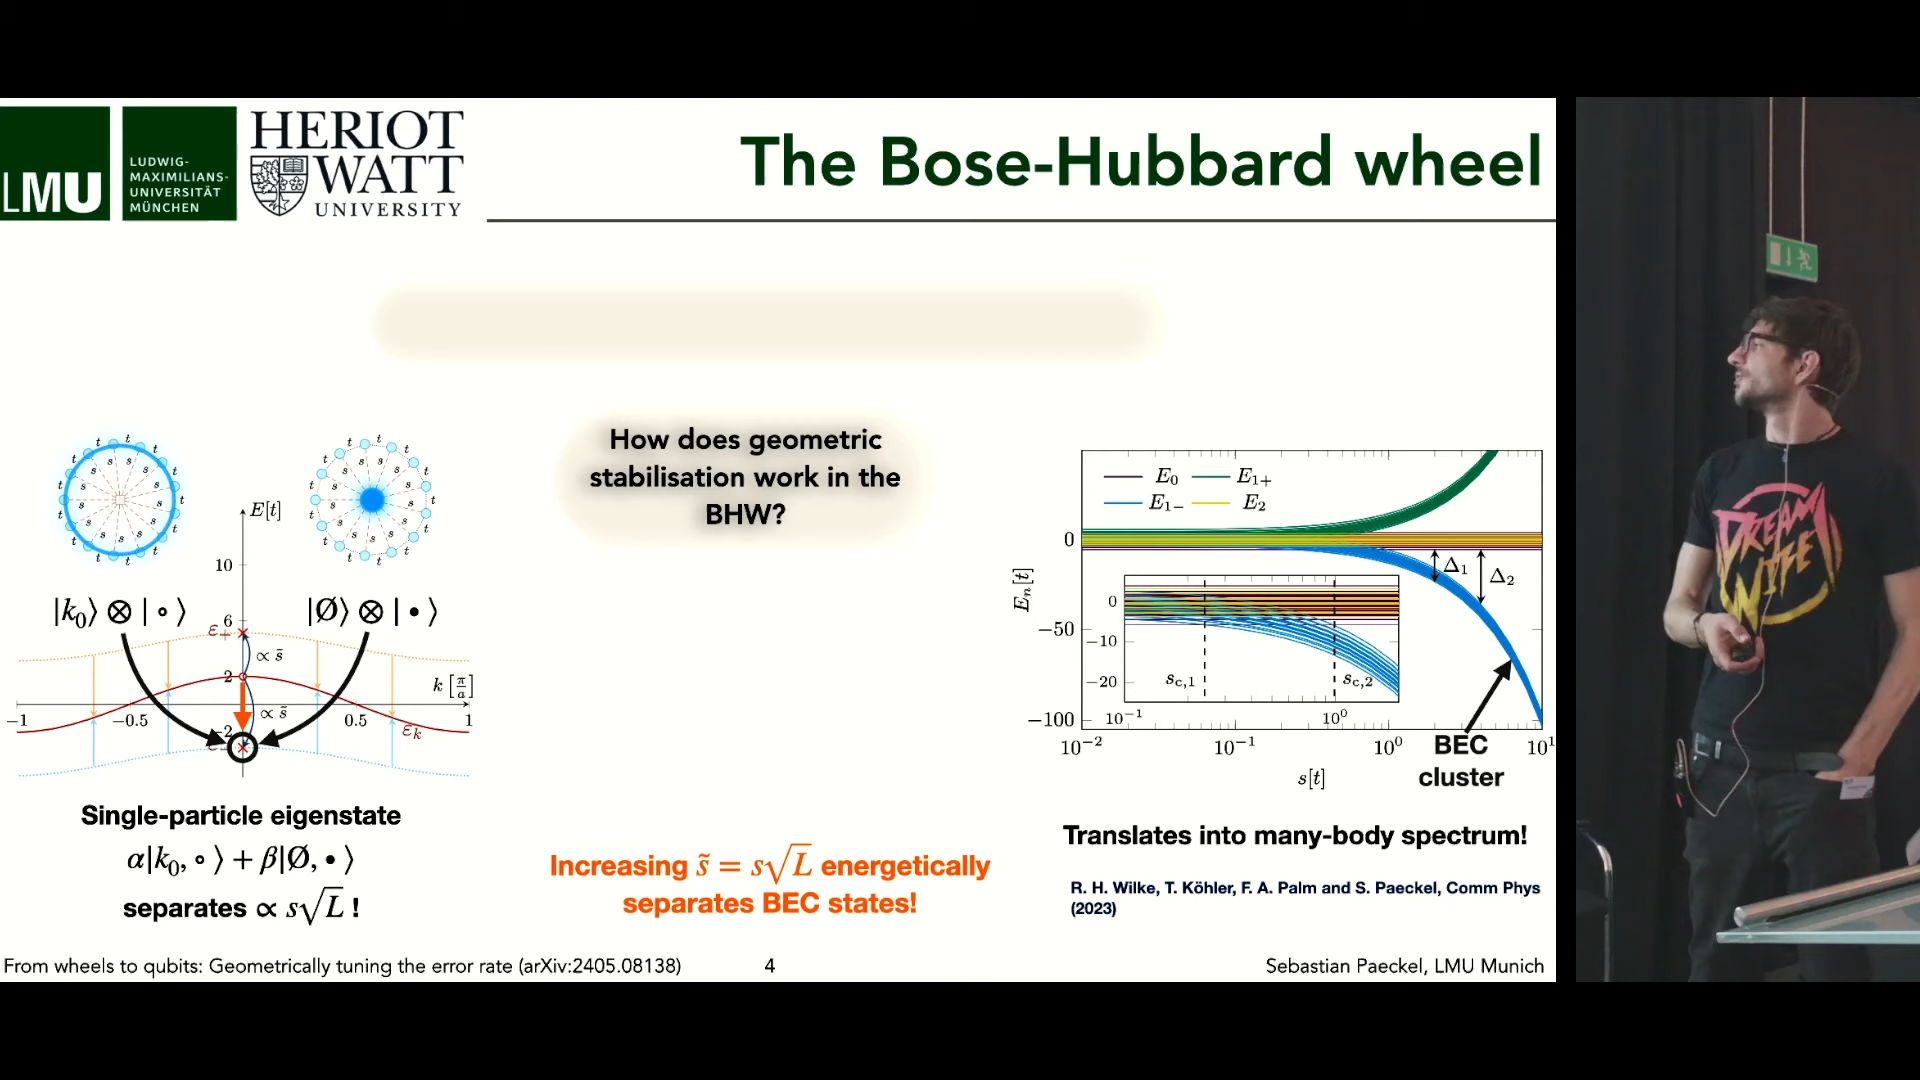 LMU
LUDWIG-
MAXIMILIANS-
UNIVERSITÄT
MÜNCHEN
HERIOT
WATT
UNIVERSITY
The Bose-Hubbard wheel
How does geometric
stabilisation work in the
BHW?
E[t]
10
6
2
-2
|k₀⟩ ⊗ |∘⟩
|Ø⟩ ⊗ |•⟩
ε₊
∝ s̃
∝ s̃
k [π/a]
−1
−0.5
0.5
1
εₖ
Single-particle eigenstate
α|k₀, ∘⟩ + β|Ø, •⟩
separates ∝ s√L !
Increasing s̃ = s√L energetically
separates BEC states!
E₀ E₁₊
E₁₋ E₂
Eₙ[t]
0
−50
−100
Δ₁
Δ₂
0
−10
−20
s_c,1
s_c,2
10⁻¹ 10⁰
10⁻² 10⁻¹ 10⁰ 10¹
s[t]
BEC
cluster
Translates into many-body spectrum!
R. H. Wilke, T. Köhler, F. A. Palm and S. Paeckel, Comm Phys
(2023)
From wheels to qubits: Geometrically tuning the error rate (arXiv:2405.08138)
4
Sebastian Paeckel, LMU Munich
DREAM
WIFE